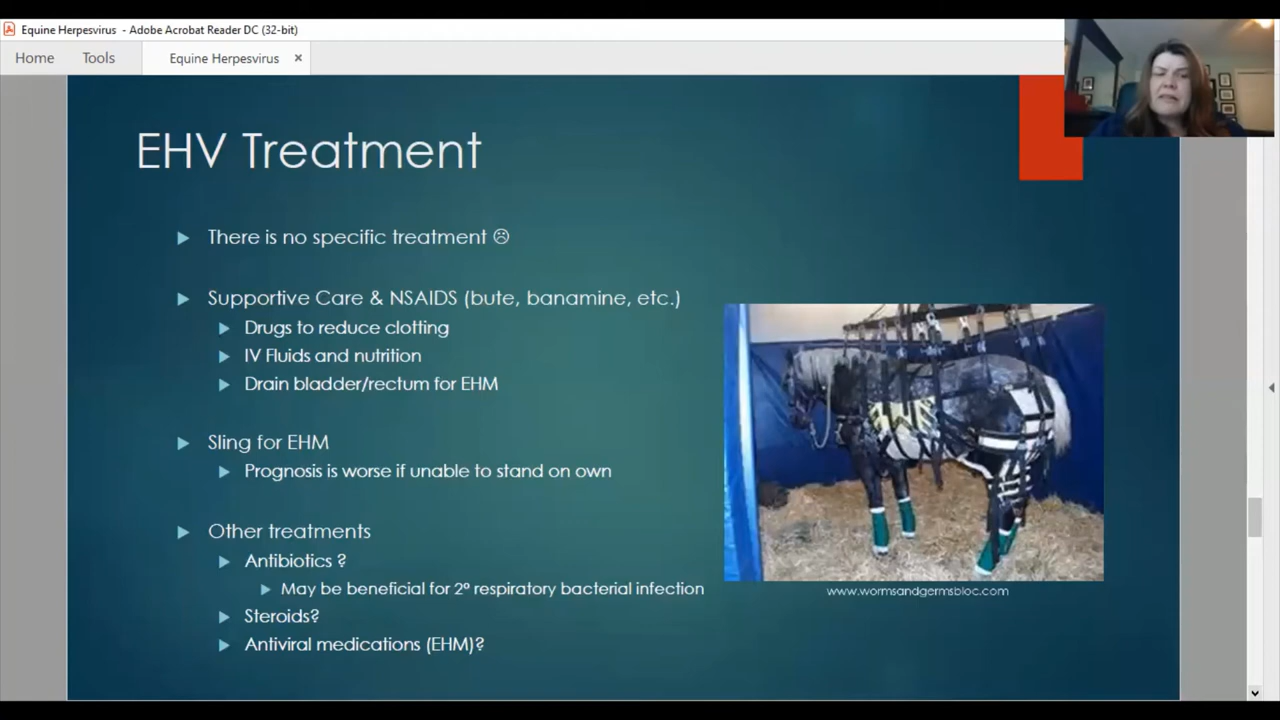 Equine Herpesvirus - Adobe Acrobat Reader DC (32-bit)
Home
Tools
Equine Herpesvirus
EHV Treatment
There is no specific treatment ☹
Supportive Care & NSAIDS (bute, banamine, etc.)
Drugs to reduce clotting
IV Fluids and nutrition
Drain bladder/rectum for EHM
Sling for EHM
Prognosis is worse if unable to stand on own
Other treatments
Antibiotics ?
May be beneficial for 2º respiratory bacterial infection
Steroids?
Antiviral medications (EHM)?
www.wormsandgermsbloc.com